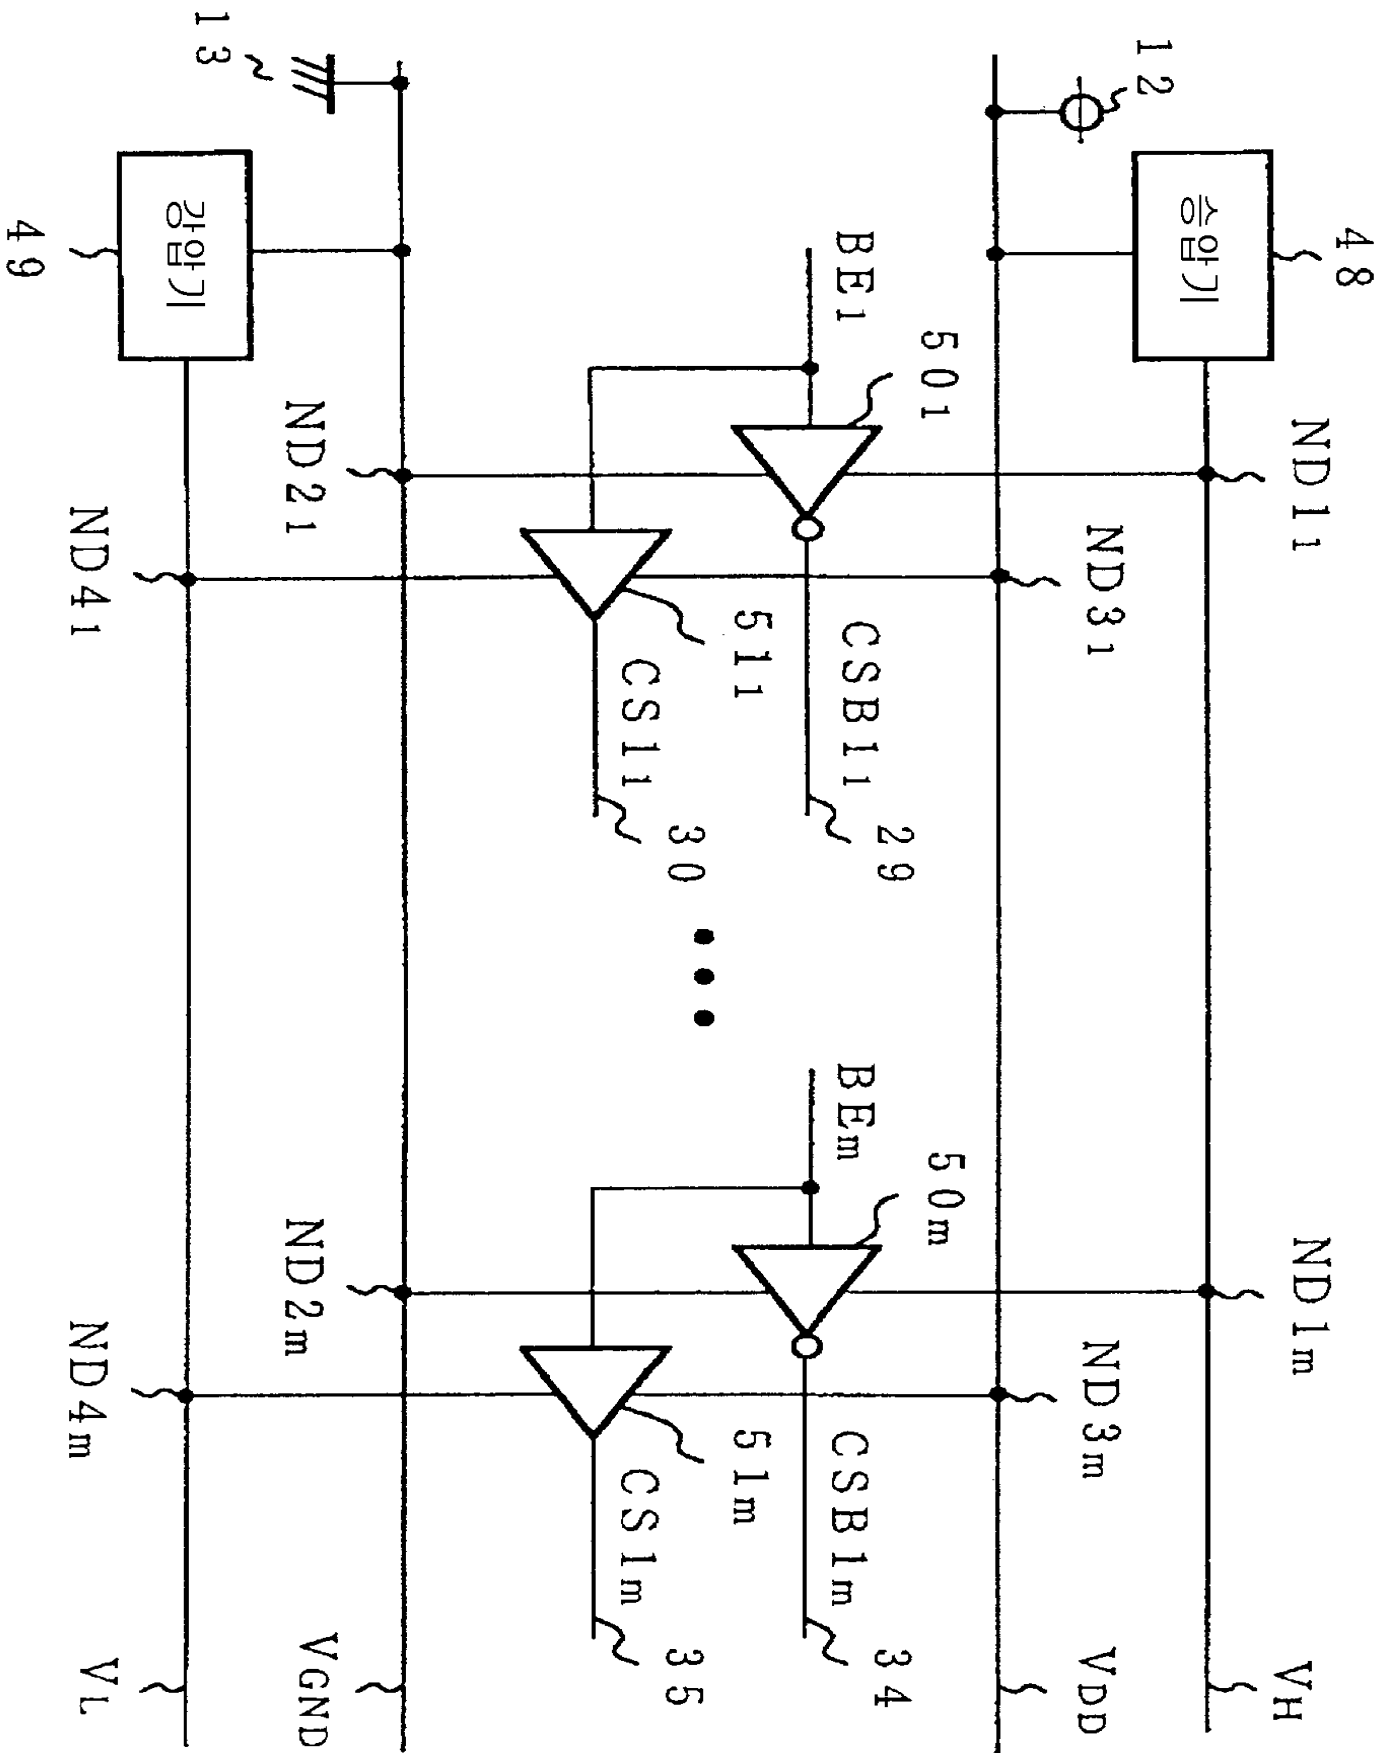 48
승압기
12
ND1₁
ND1m
VH
ND3₁
ND3m
VDD
50₁
50m
BE₁
BEm
CSB1₁
29
CSB1m
34
51₁
51m
CS1₁
30
CS1m
35
ND2₁
ND2m
VGND
13
강압기
49
ND4₁
ND4m
VL